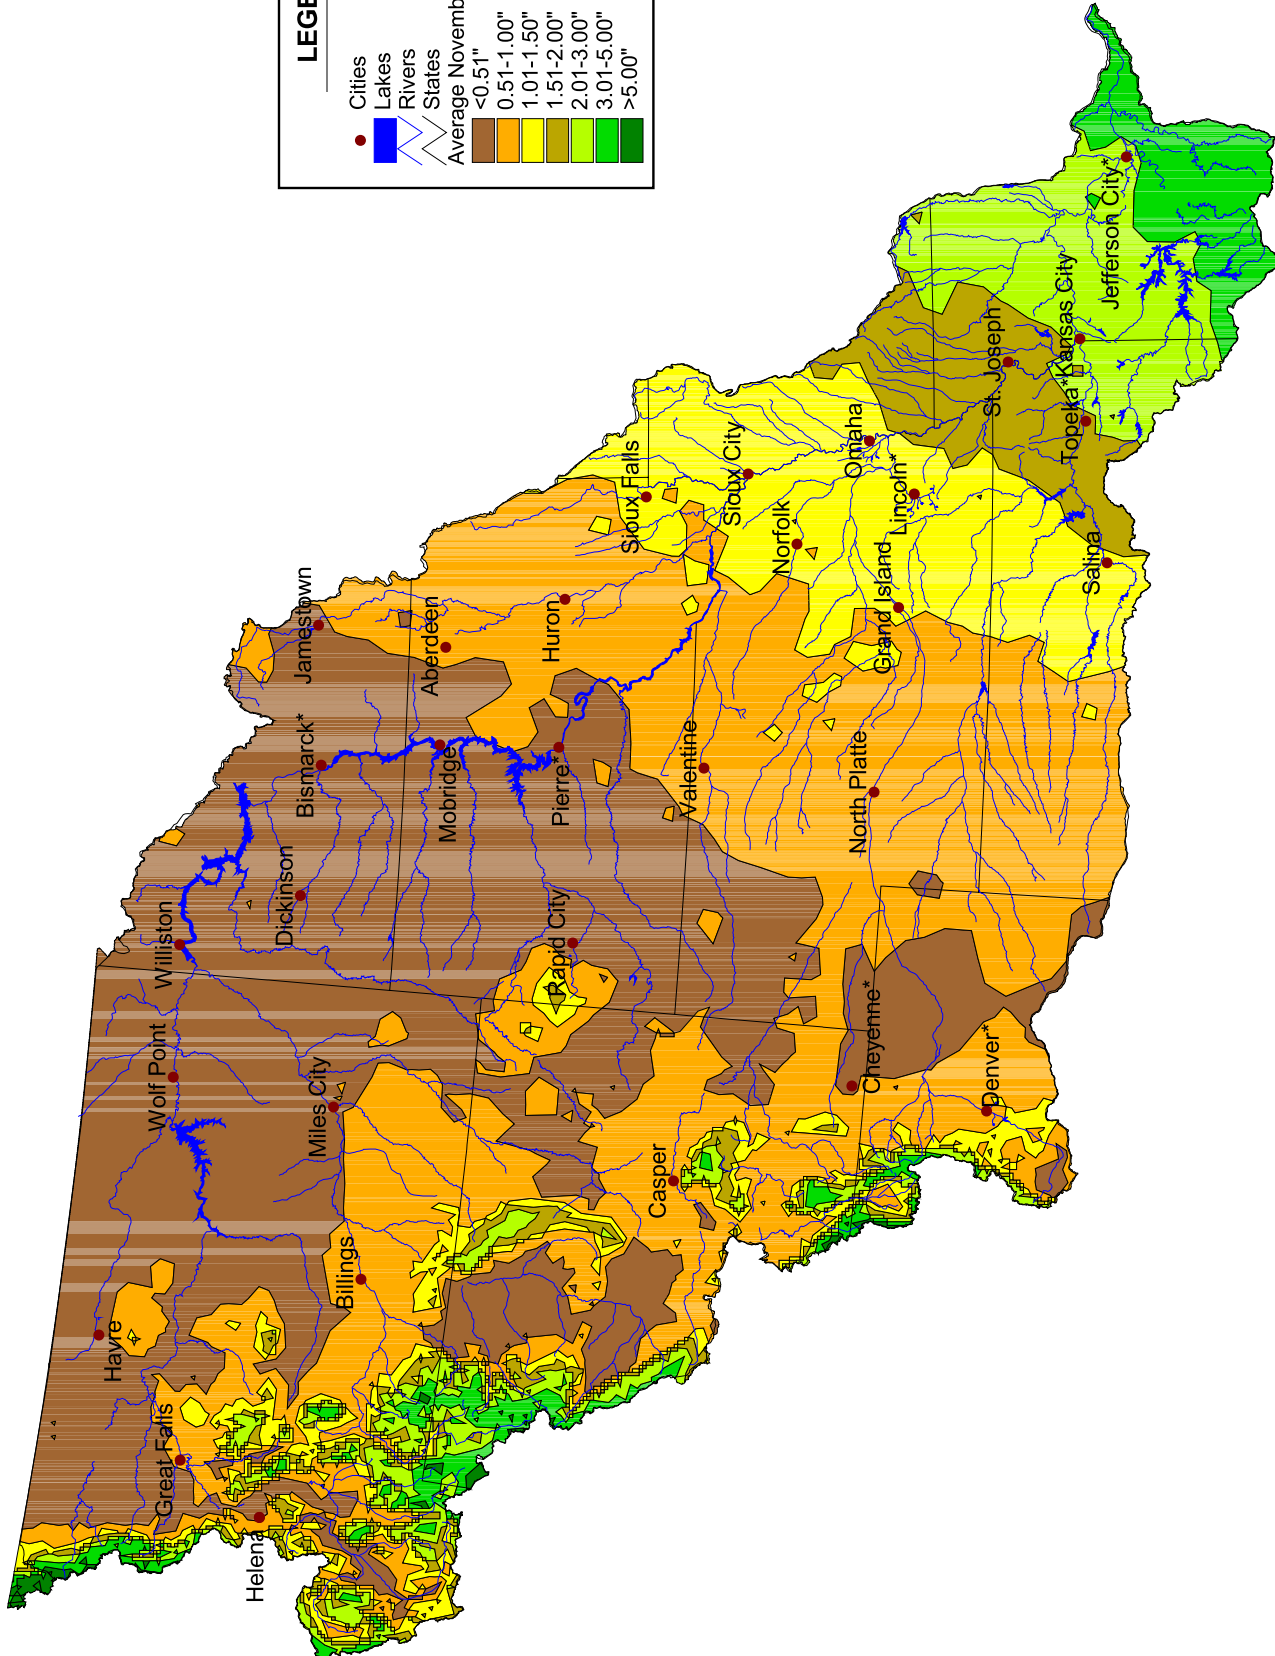 LEGE
Cities
Lakes
Rivers
States
Average Novemb
<0.51"
0.51-1.00"
1.01-1.50"
1.51-2.00"
2.01-3.00"
3.01-5.00"
>5.00"
Williston
Wolf Point
Havre
Great Falls
Helena
Billings
Miles City
Dickinson
Bismarck*
Jamestown
Aberdeen
Mobridge
Huron
Pierre*
Rapid City
Sioux Falls
Sioux City
Norfolk
Valentine
Casper
Omaha
Lincoln*
Grand Island
North Platte
Cheyenne*
Denver*
St. Joseph
Kansas City
Topeka*
Jefferson City*
Salina